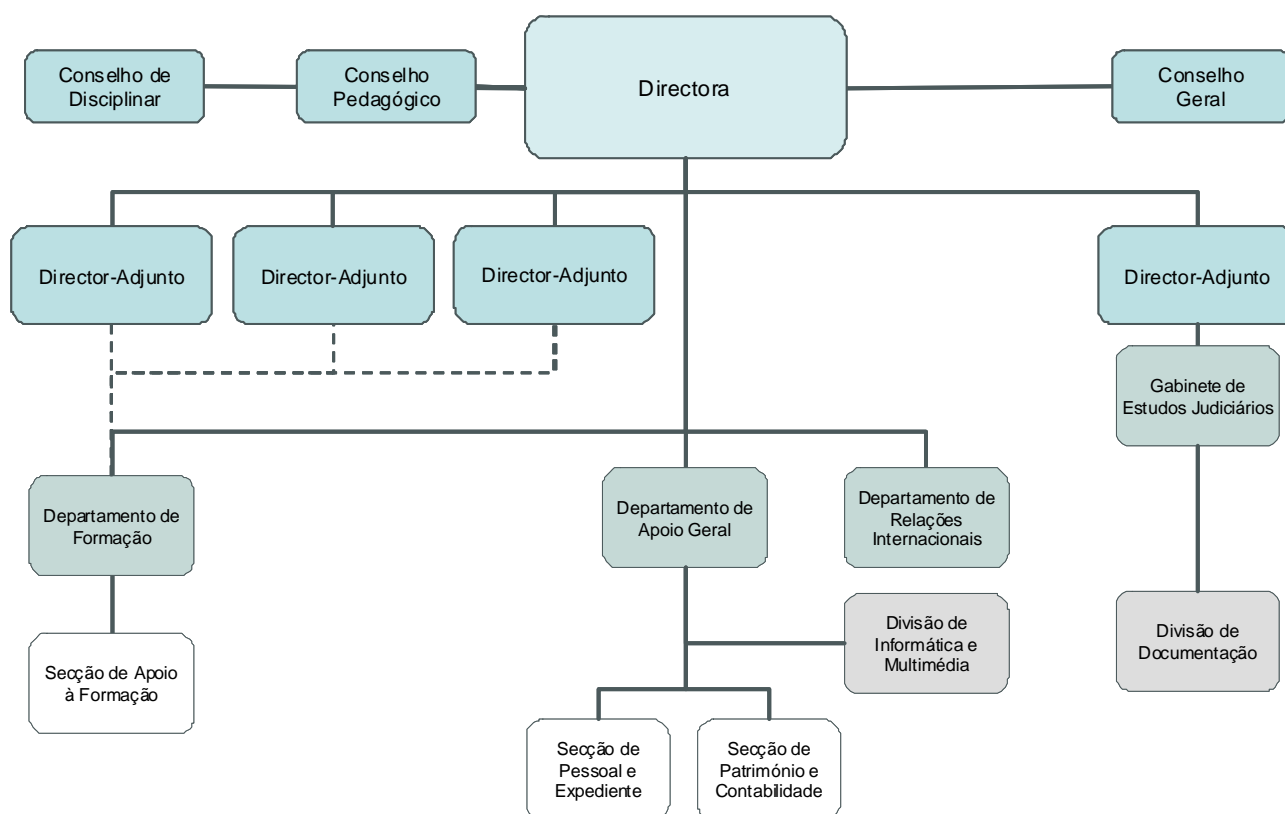 Conselho de
Disciplinar
Conselho
Pedagógico
Directora
Conselho
Geral
Director-Adjunto
Director-Adjunto
Director-Adjunto
Director-Adjunto
Gabinete de
Estudos Judiciários
Departamento de
Formação
Departamento de
Apoio Geral
Departamento de
Relações
Internacionais
Secção de Apoio
à Formação
Divisão de
Informática e
Multimédia
Divisão de
Documentação
Secção de
Pessoal e
Expediente
Secção de
Património e
Contabilidade